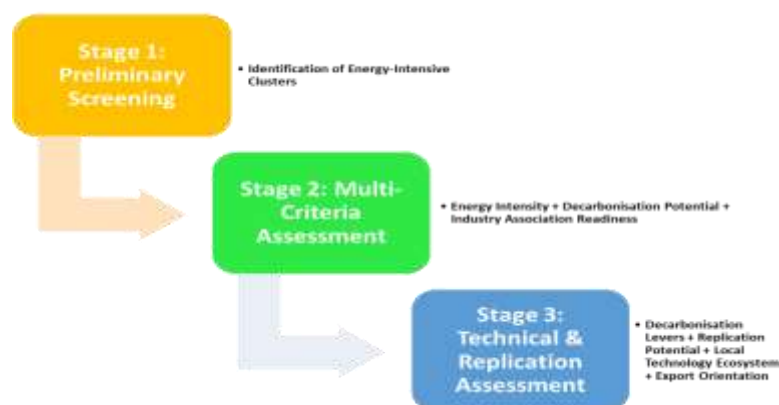 Stage 1:
Preliminary
Screening
• Identification of Energy-Intensive
Clusters
Stage 2: Multi-
Criteria
Assessment
• Energy Intensity + Decarbonisation Potential +
Industry Association Readiness
Stage 3:
Technical &
Replication
Assessment
• Decarbonisation
Levers + Replication
Potential + Local
Technology Ecosystem
+ Export Orientation